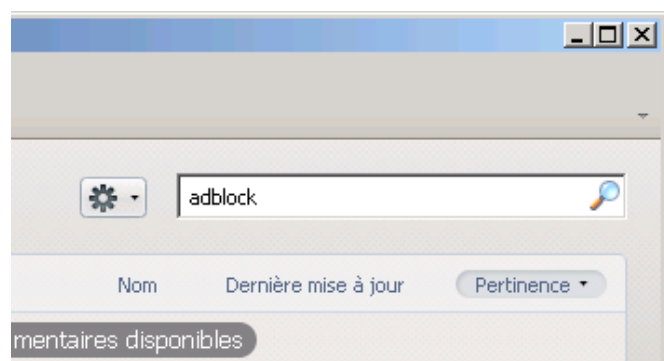 adblock
Nom Dernière mise à jour Pertinence
mentaires disponibles